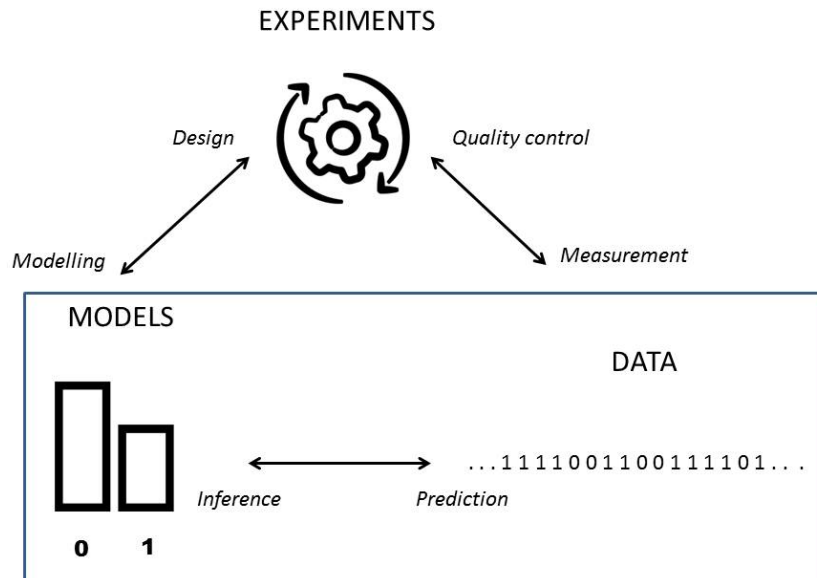 EXPERIMENTS
Design
Quality control
Modelling
Measurement
MODELS
DATA
...1111001100111101...
Inference
Prediction
0 1